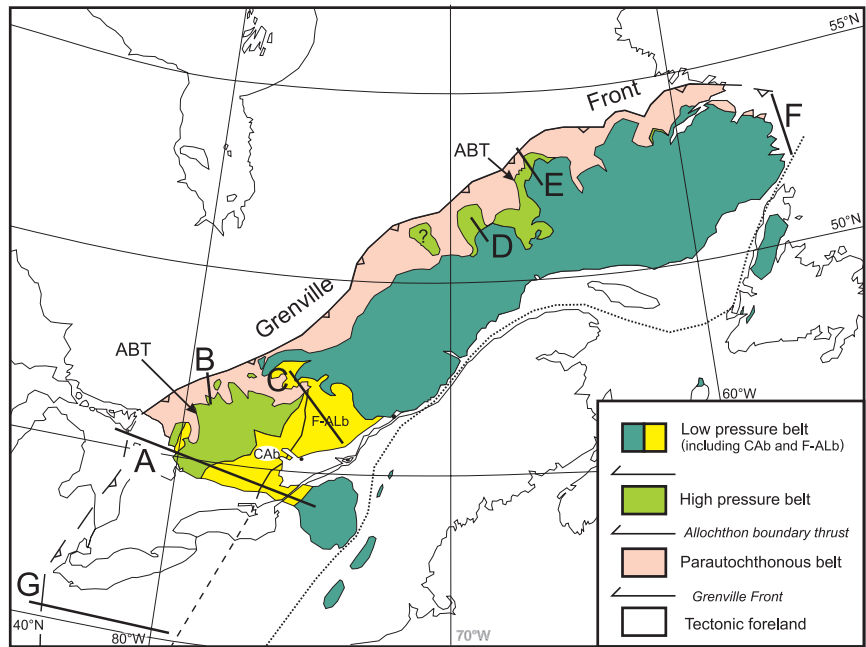 55°N
Front
F
ABT
E
50°N
?
D
Grenville
ABT
B
C
60°W
F-ALb
CAb
A
G
40°N
80°W
70°W
Low pressure belt
(including CAb and F-ALb)
High pressure belt
Allochthon boundary thrust
Parautochthonous belt
Grenville Front
Tectonic foreland